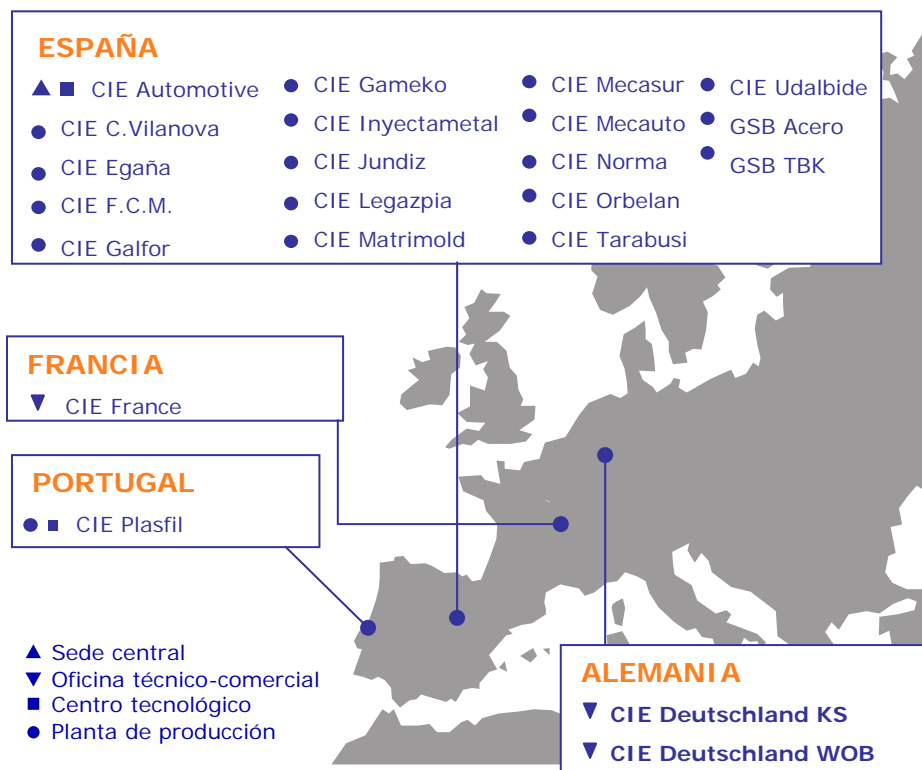 ESPAÑA
CIE Automotive
CIE C.Vilanova
CIE Egaña
CIE F.C.M.
CIE Galfor
CIE Gameko
CIE Inyectametal
CIE Jundiz
CIE Legazpia
CIE Matrimold
CIE Mecasur
CIE Mecauto
CIE Norma
CIE Orbelan
CIE Tarabusi
CIE Udalbide
GSB Acero
GSB TBK
FRANCIA
CIE France
PORTUGAL
CIE Plasfil
Sede central
Oficina técnico-comercial
Centro tecnológico
Planta de producción
ALEMANIA
CIE Deutschland KS
CIE Deutschland WOB